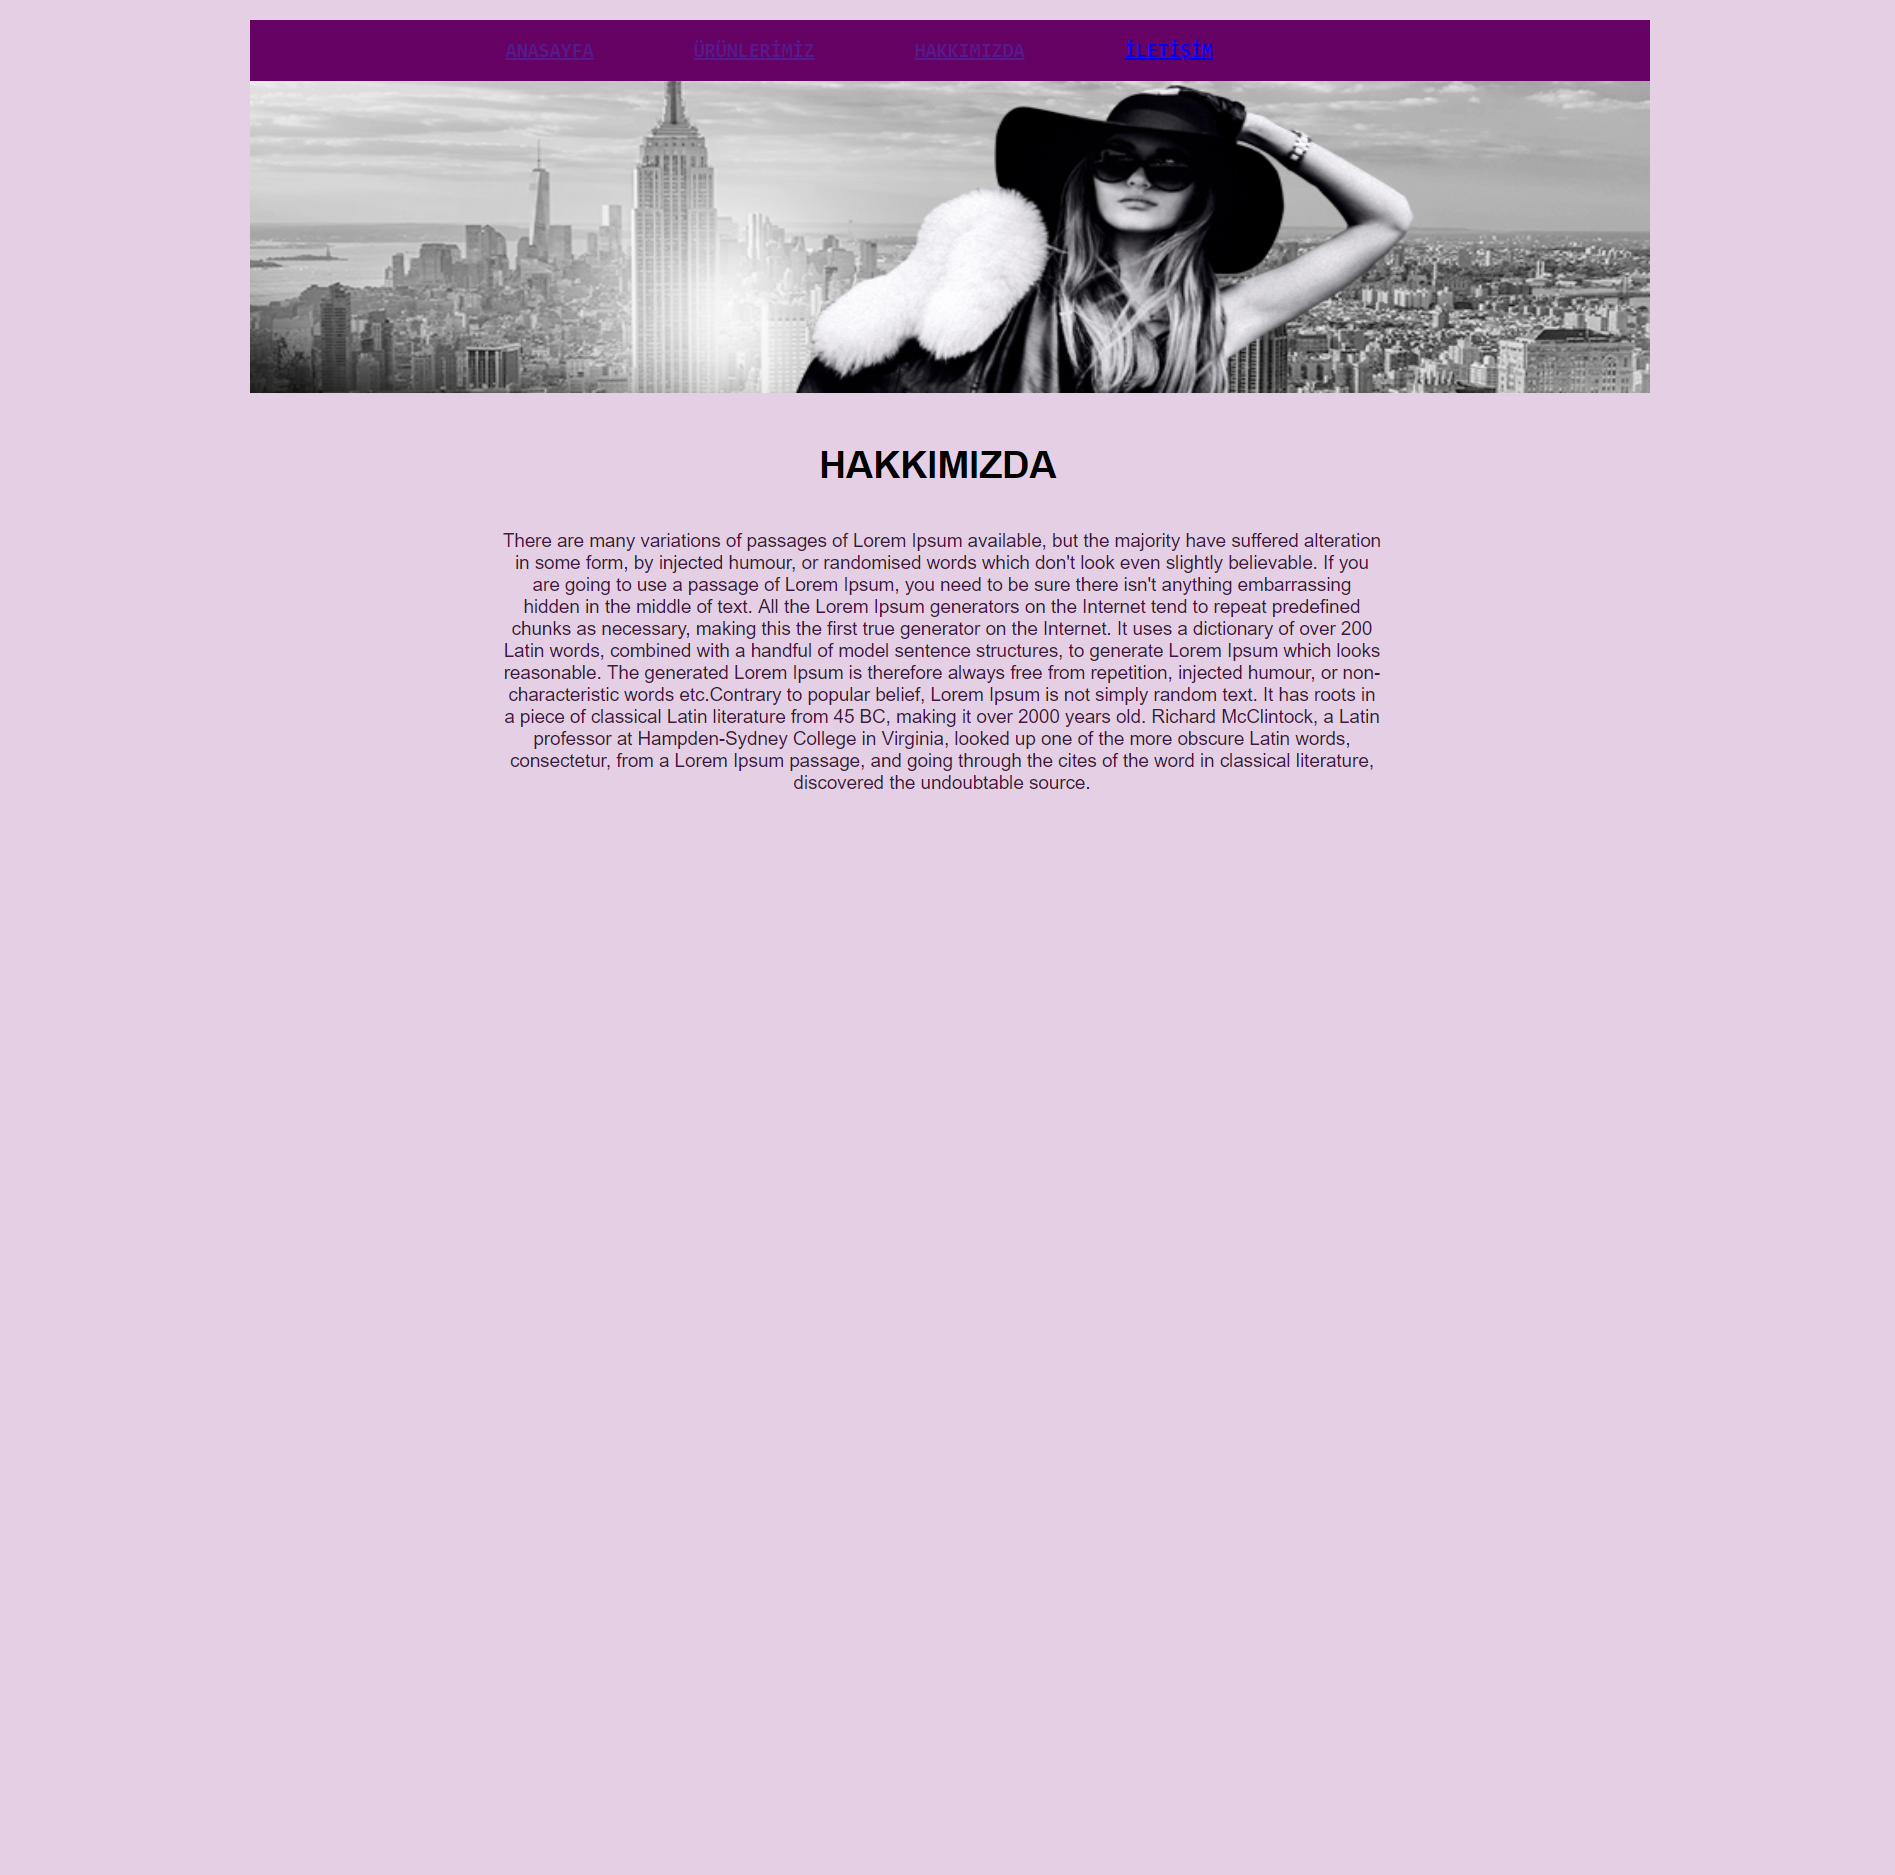 ANASAYFA ÜRÜNLERİMİZ HAKKIMIZDA İLETİŞİM
HAKKIMIZDA
There are many variations of passages of Lorem Ipsum available, but the majority have suffered alteration
in some form, by injected humour, or randomised words which don't look even slightly believable. If you
are going to use a passage of Lorem Ipsum, you need to be sure there isn't anything embarrassing
hidden in the middle of text. All the Lorem Ipsum generators on the Internet tend to repeat predefined
chunks as necessary, making this the first true generator on the Internet. It uses a dictionary of over 200
Latin words, combined with a handful of model sentence structures, to generate Lorem Ipsum which looks
reasonable. The generated Lorem Ipsum is therefore always free from repetition, injected humour, or non-
characteristic words etc.Contrary to popular belief, Lorem Ipsum is not simply random text. It has roots in
a piece of classical Latin literature from 45 BC, making it over 2000 years old. Richard McClintock, a Latin
professor at Hampden-Sydney College in Virginia, looked up one of the more obscure Latin words,
consectetur, from a Lorem Ipsum passage, and going through the cites of the word in classical literature,
discovered the undoubtable source.